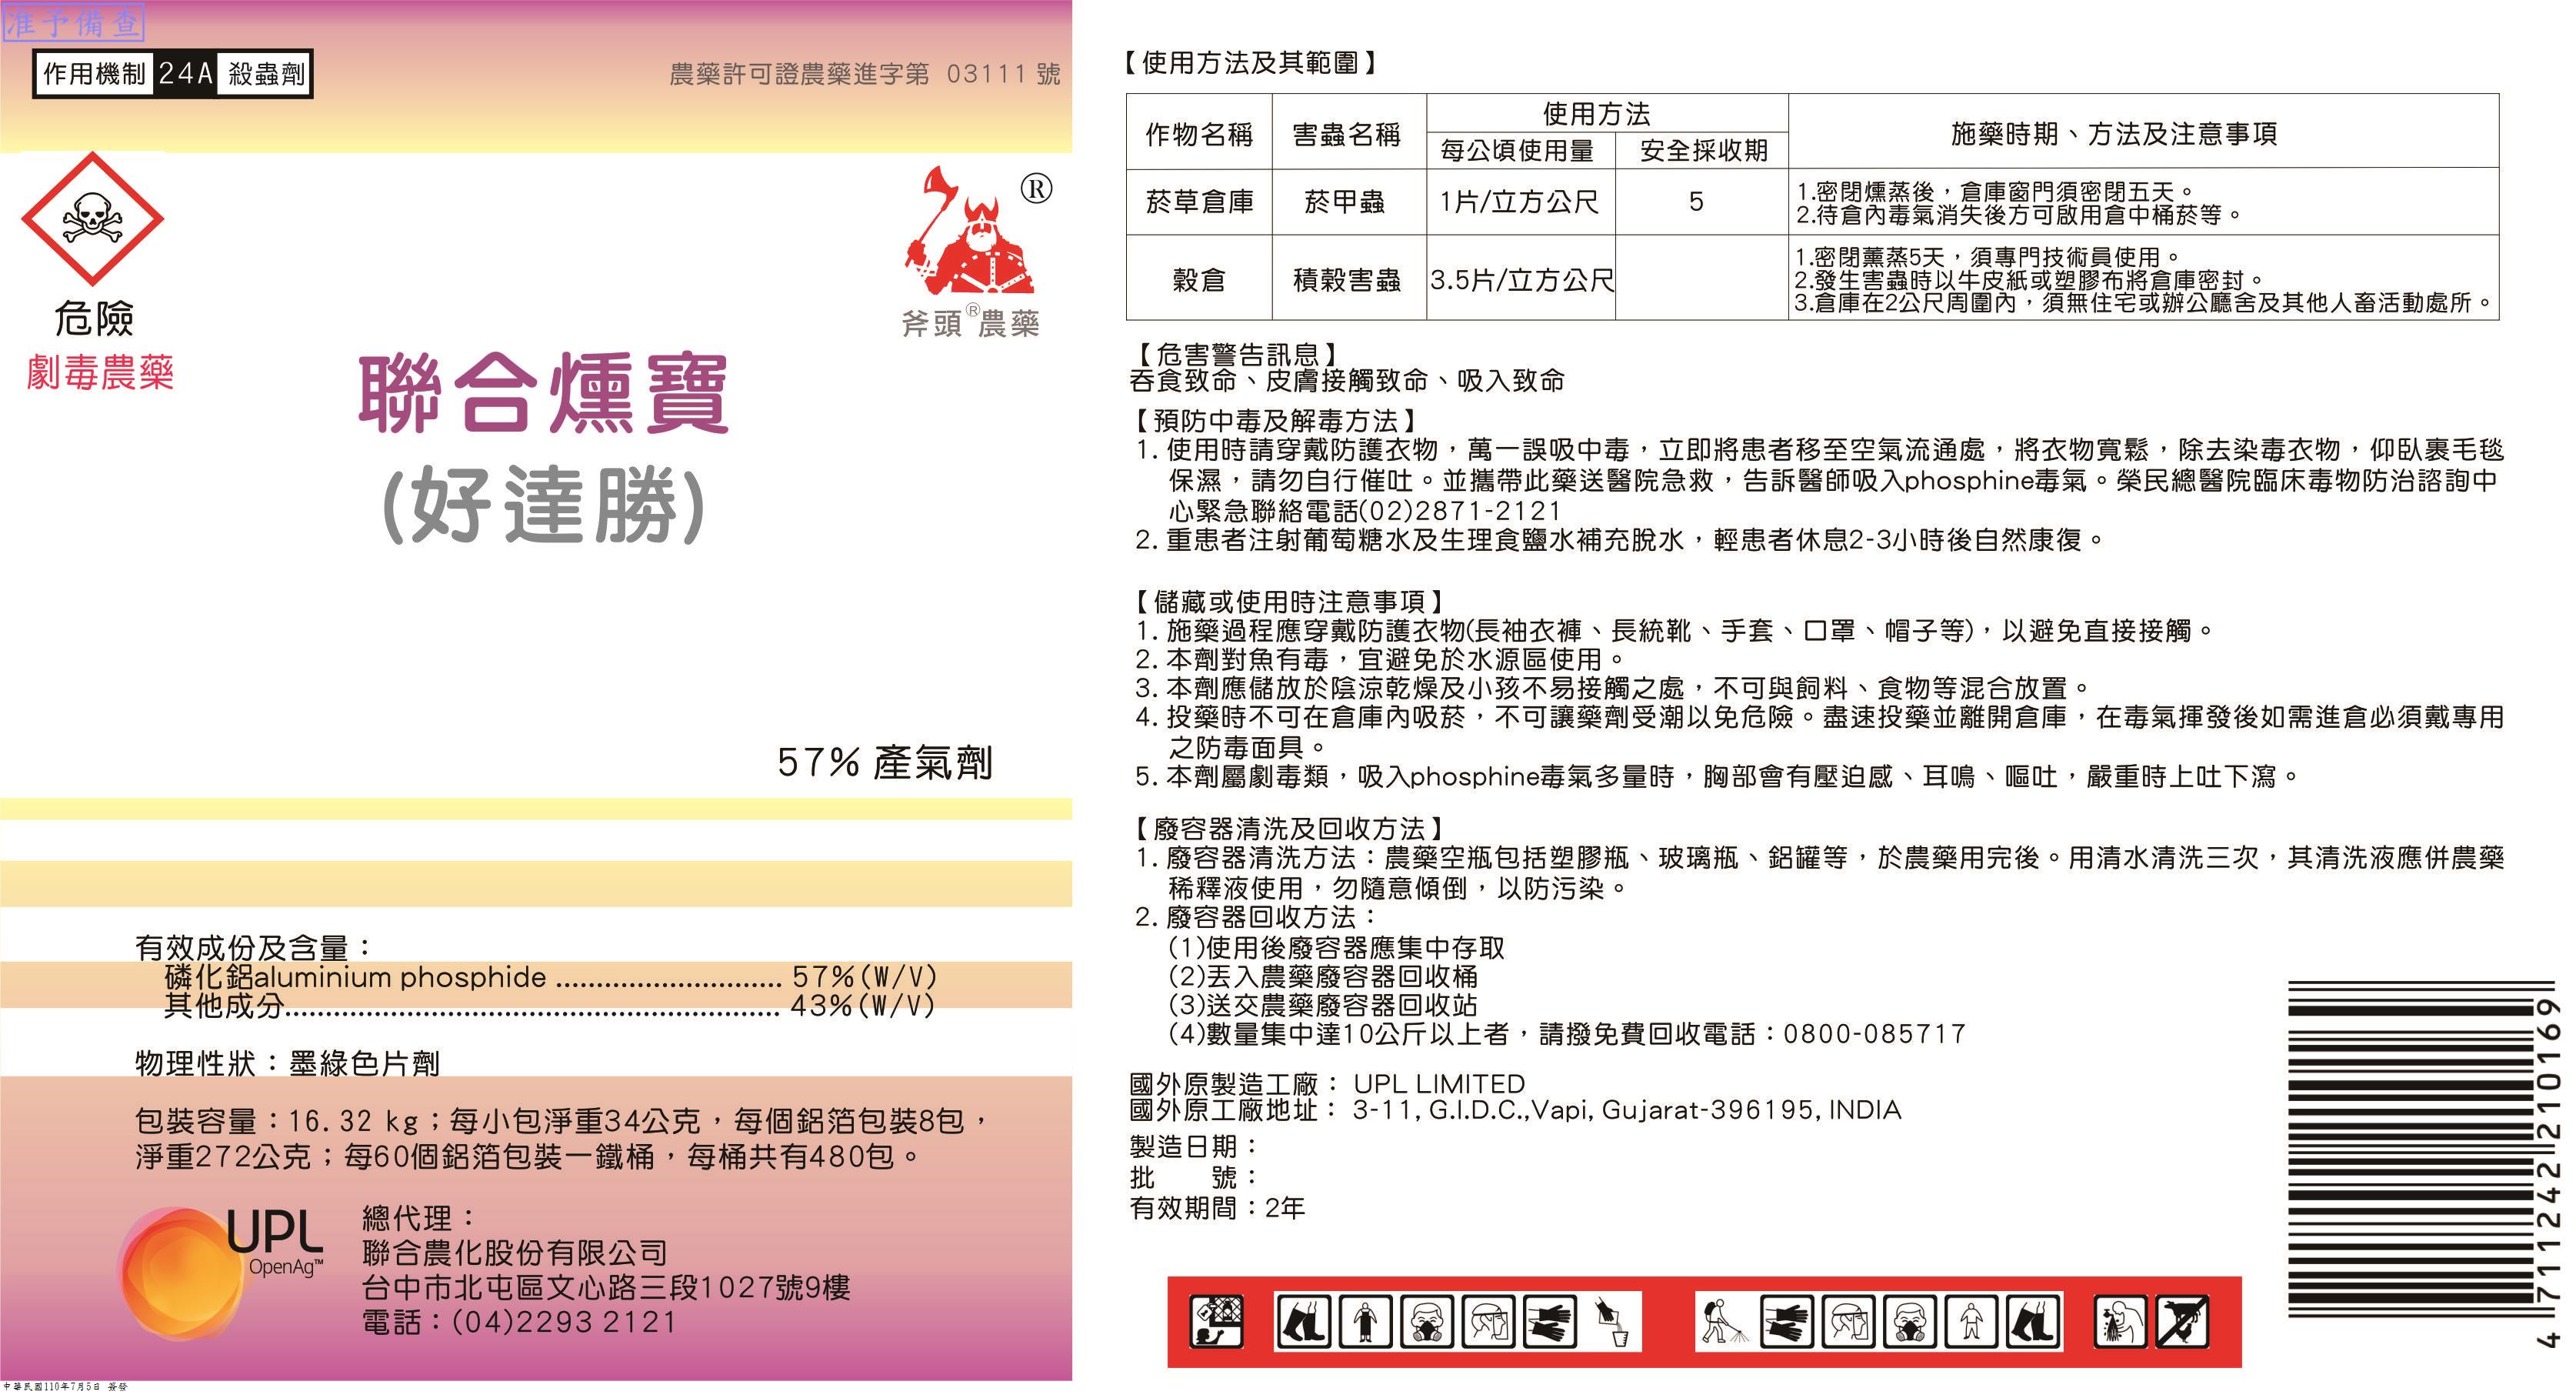 准予備查
作用機制 24A 殺蟲劑
農藥許可證農藥進字第 03111 號
危險
劇毒農藥
®
斧頭®農藥
聯合燻寶
(好達勝)
57% 產氣劑
有效成份及含量：
磷化鋁aluminium phosphide ............................ 57%(W/V)
其他成分............................................................. 43%(W/V)
物理性狀：墨綠色片劑
包裝容量：16.32 kg；每小包淨重34公克，每個鋁箔包裝8包，
淨重272公克；每60個鋁箔包裝一鐵桶，每桶共有480包。
UPL
OpenAg™
總代理：
聯合農化股份有限公司
台中市北屯區文心路三段1027號9樓
電話：(04)2293 2121
中華民國110年7月5日 簽發
【使用方法及其範圍】
作物名稱 害蟲名稱 使用方法 施藥時期、方法及注意事項
每公頃使用量 安全採收期
菸草倉庫 菸甲蟲 1片/立方公尺 5
1.密閉燻蒸後，倉庫窗門須密閉五天。
2.待倉內毒氣消失後方可啟用倉中桶菸等。
穀倉 積穀害蟲 3.5片/立方公尺
1.密閉薰蒸5天，須專門技術員使用。
2.發生害蟲時以牛皮紙或塑膠布將倉庫密封。
3.倉庫在2公尺周圍內，須無住宅或辦公廳舍及其他人畜活動處所。
【危害警告訊息】
吞食致命、皮膚接觸致命、吸入致命
【預防中毒及解毒方法】
1. 使用時請穿戴防護衣物，萬一誤吸中毒，立即將患者移至空氣流通處，將衣物寬鬆，除去染毒衣物，仰臥裹毛毯
保濕，請勿自行催吐。並攜帶此藥送醫院急救，告訴醫師吸入phosphine毒氣。榮民總醫院臨床毒物防治諮詢中
心緊急聯絡電話(02)2871-2121
2. 重患者注射葡萄糖水及生理食鹽水補充脫水，輕患者休息2-3小時後自然康復。
【儲藏或使用時注意事項】
1. 施藥過程應穿戴防護衣物(長袖衣褲、長統靴、手套、口罩、帽子等)，以避免直接接觸。
2. 本劑對魚有毒，宜避免於水源區使用。
3. 本劑應儲放於陰涼乾燥及小孩不易接觸之處，不可與飼料、食物等混合放置。
4. 投藥時不可在倉庫內吸菸，不可讓藥劑受潮以免危險。盡速投藥並離開倉庫，在毒氣揮發後如需進倉必須戴專用
之防毒面具。
5. 本劑屬劇毒類，吸入phosphine毒氣多量時，胸部會有壓迫感、耳鳴、嘔吐，嚴重時上吐下瀉。
【廢容器清洗及回收方法】
1. 廢容器清洗方法：農藥空瓶包括塑膠瓶、玻璃瓶、鋁罐等，於農藥用完後。用清水清洗三次，其清洗液應併農藥
稀釋液使用，勿隨意傾倒，以防污染。
2. 廢容器回收方法：
(1)使用後廢容器應集中存取
(2)丟入農藥廢容器回收桶
(3)送交農藥廢容器回收站
(4)數量集中達10公斤以上者，請撥免費回收電話：0800-085717
國外原製造工廠： UPL LIMITED
國外原工廠地址： 3-11, G.I.D.C.,Vapi, Gujarat-396195, INDIA
製造日期：
批 號：
有效期間：2年
4 711242 210169